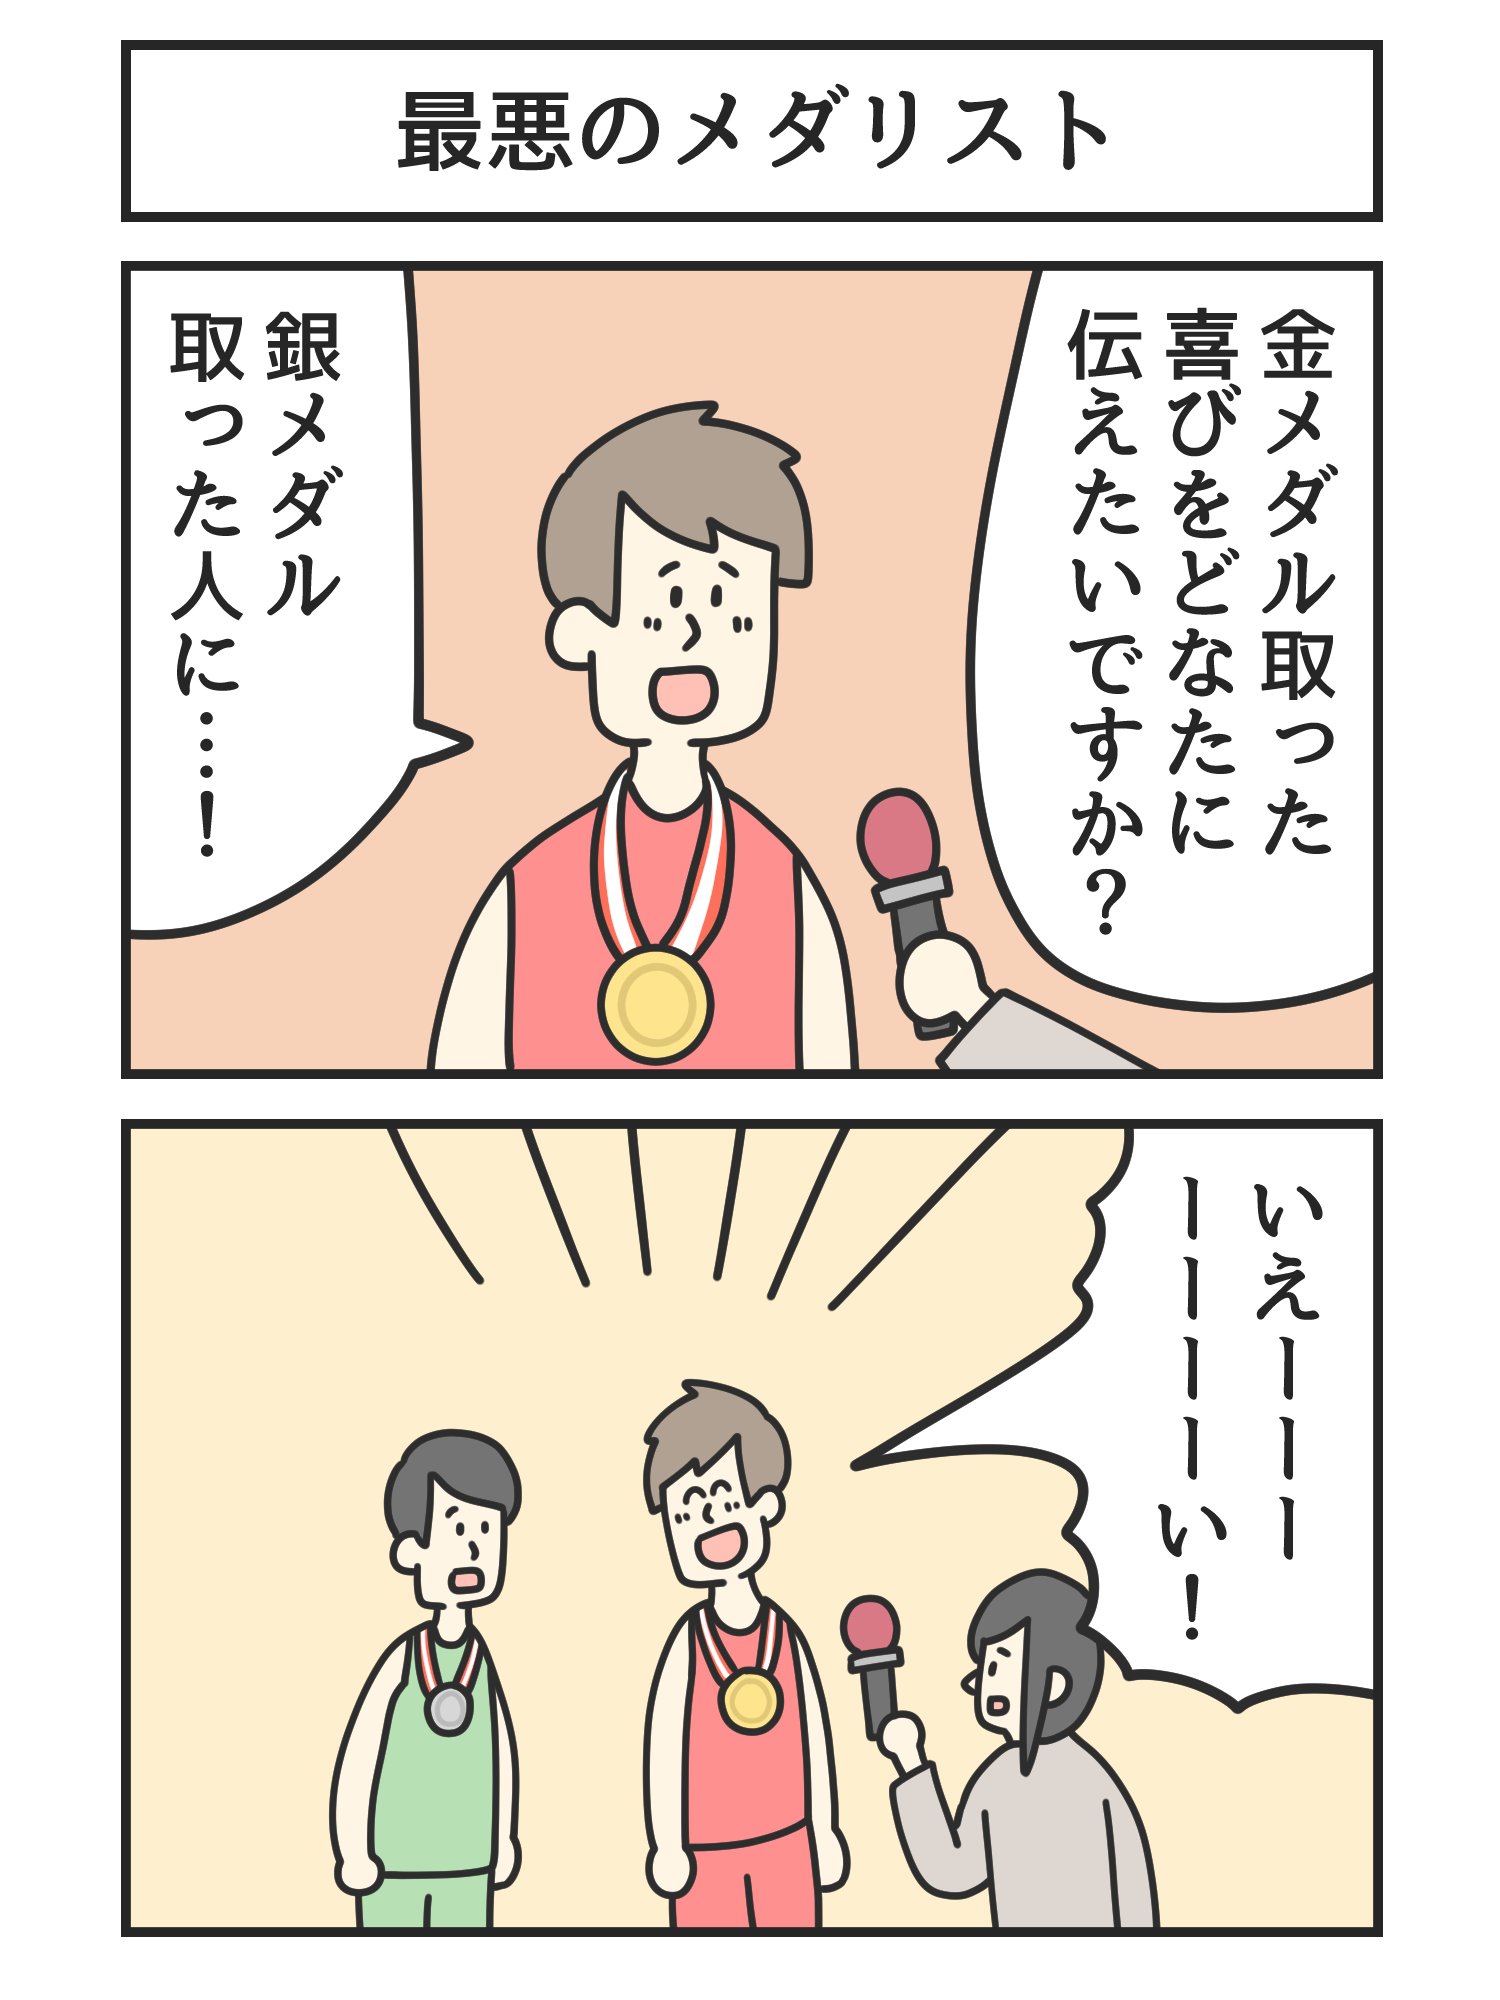 最悪のメダリスト
金メダル取った
喜びをどなたに
伝えたいですか？
銀メダル
取った人に……！
いえーーー
ーーーーい！